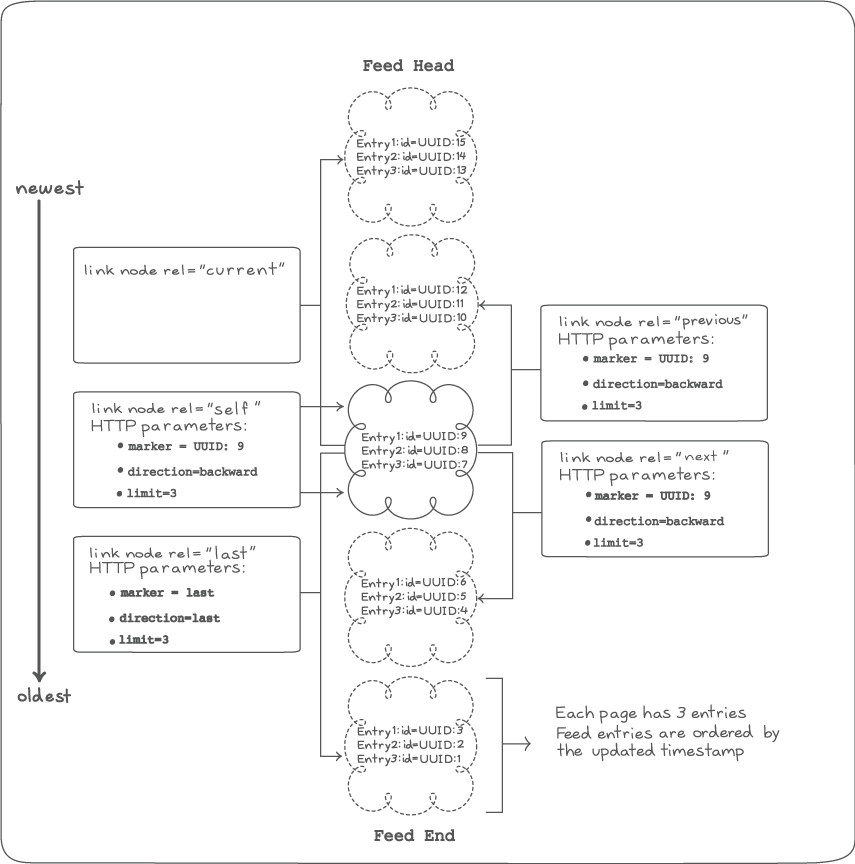 Feed Head
Entry1:id=UUID:15
Entry2:id=UUID:14
Entry3:id=UUID:13
newest
link node rel="current"
Entry1:id=UUID:12
Entry2:id=UUID:11
Entry3:id=UUID:10
link node rel="previous"
HTTP parameters:
• marker = UUID: 9
• direction=backward
• limit=3
link node rel="self"
HTTP parameters:
• marker = UUID: 9
• direction=backward
• limit=3
Entry1:id=UUID:9
Entry2:id=UUID:8
Entry3:id=UUID:7
link node rel="next"
HTTP parameters:
• marker = UUID: 9
• direction=backward
• limit=3
link node rel="last"
HTTP parameters:
• marker = last
• direction=last
• limit=3
Entry1:id=UUID:6
Entry2:id=UUID:5
Entry3:id=UUID:4
oldest
Entry1:id=UUID:3
Entry2:id=UUID:2
Entry3:id=UUID:1
Each page has 3 entries
Feed entries are ordered by
the updated timestamp
Feed End